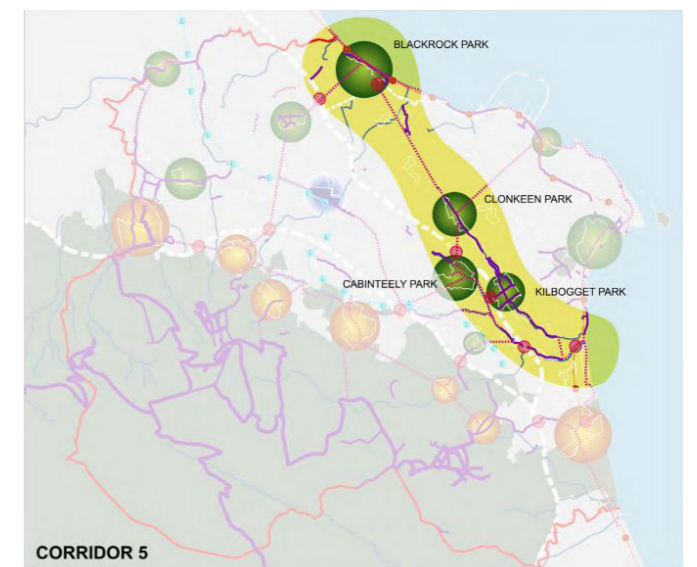 BLACKROCK PARK
CLONKEEN PARK
CABINTEELY PARK
KILBOGGET PARK
CORRIDOR 5